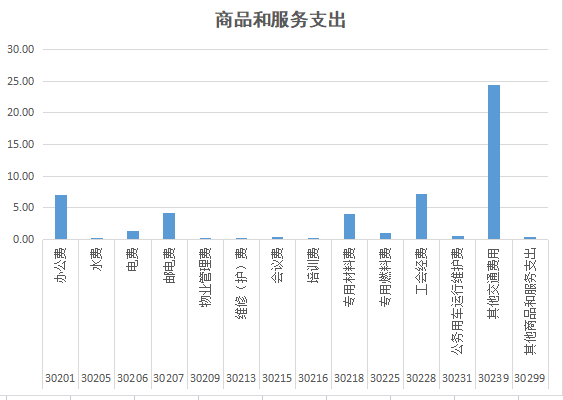 商品和服务支出
30.00
25.00
20.00
15.00
10.00
5.00
0.00
办公费
水费
电费
邮电费
物业管理费
维修（护）费
会议费
培训费
专用材料费
专用燃料费
工会经费
公务用车运行维护费
其他交通费用
其他商品和服务支出
30201 30205 30206 30207 30209 30213 30215 30216 30218 30225 30228 30231 30239 30299